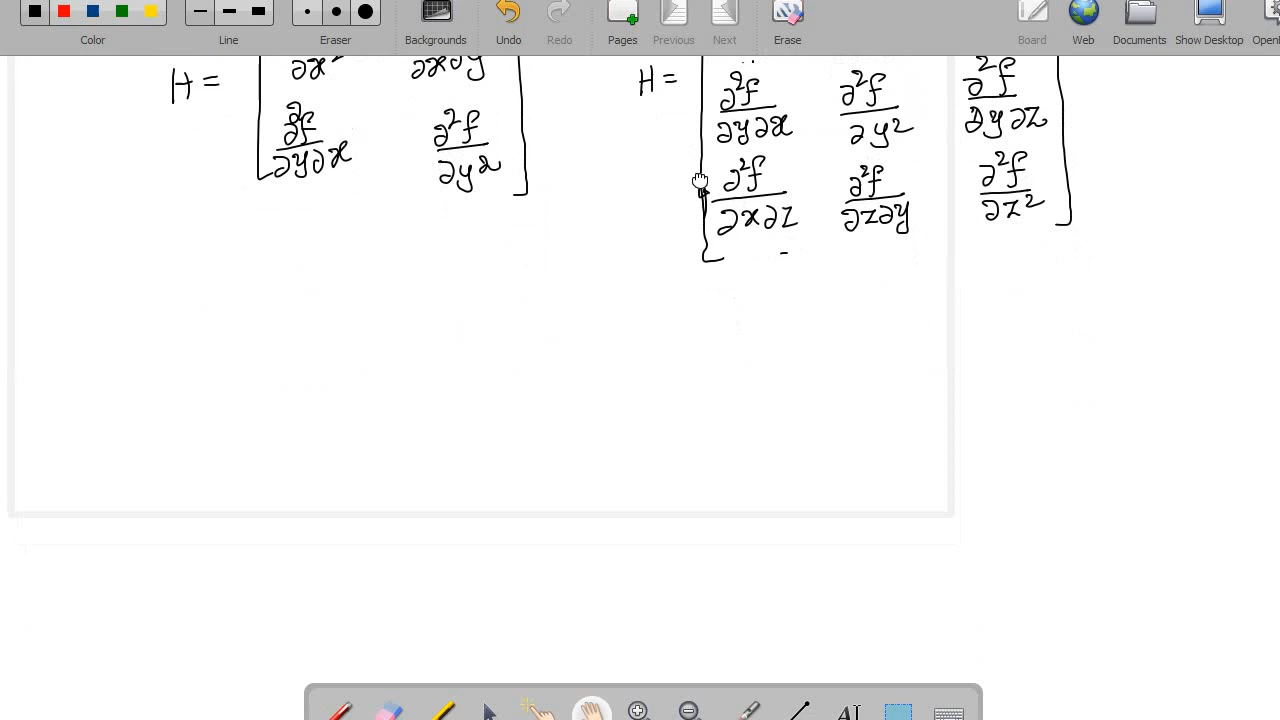 Color Line Eraser Backgrounds Undo Redo Pages Previous Next Erase Board Web Documents Show Desktop
H = ∂x² ∂x∂y
∂²f/∂y∂x ∂²f/∂y²
H =
∂²f/∂y∂x ∂²f/∂y² ∂²f/∂y∂z
∂²f/∂x∂z ∂²f/∂z∂y ∂²f/∂z²